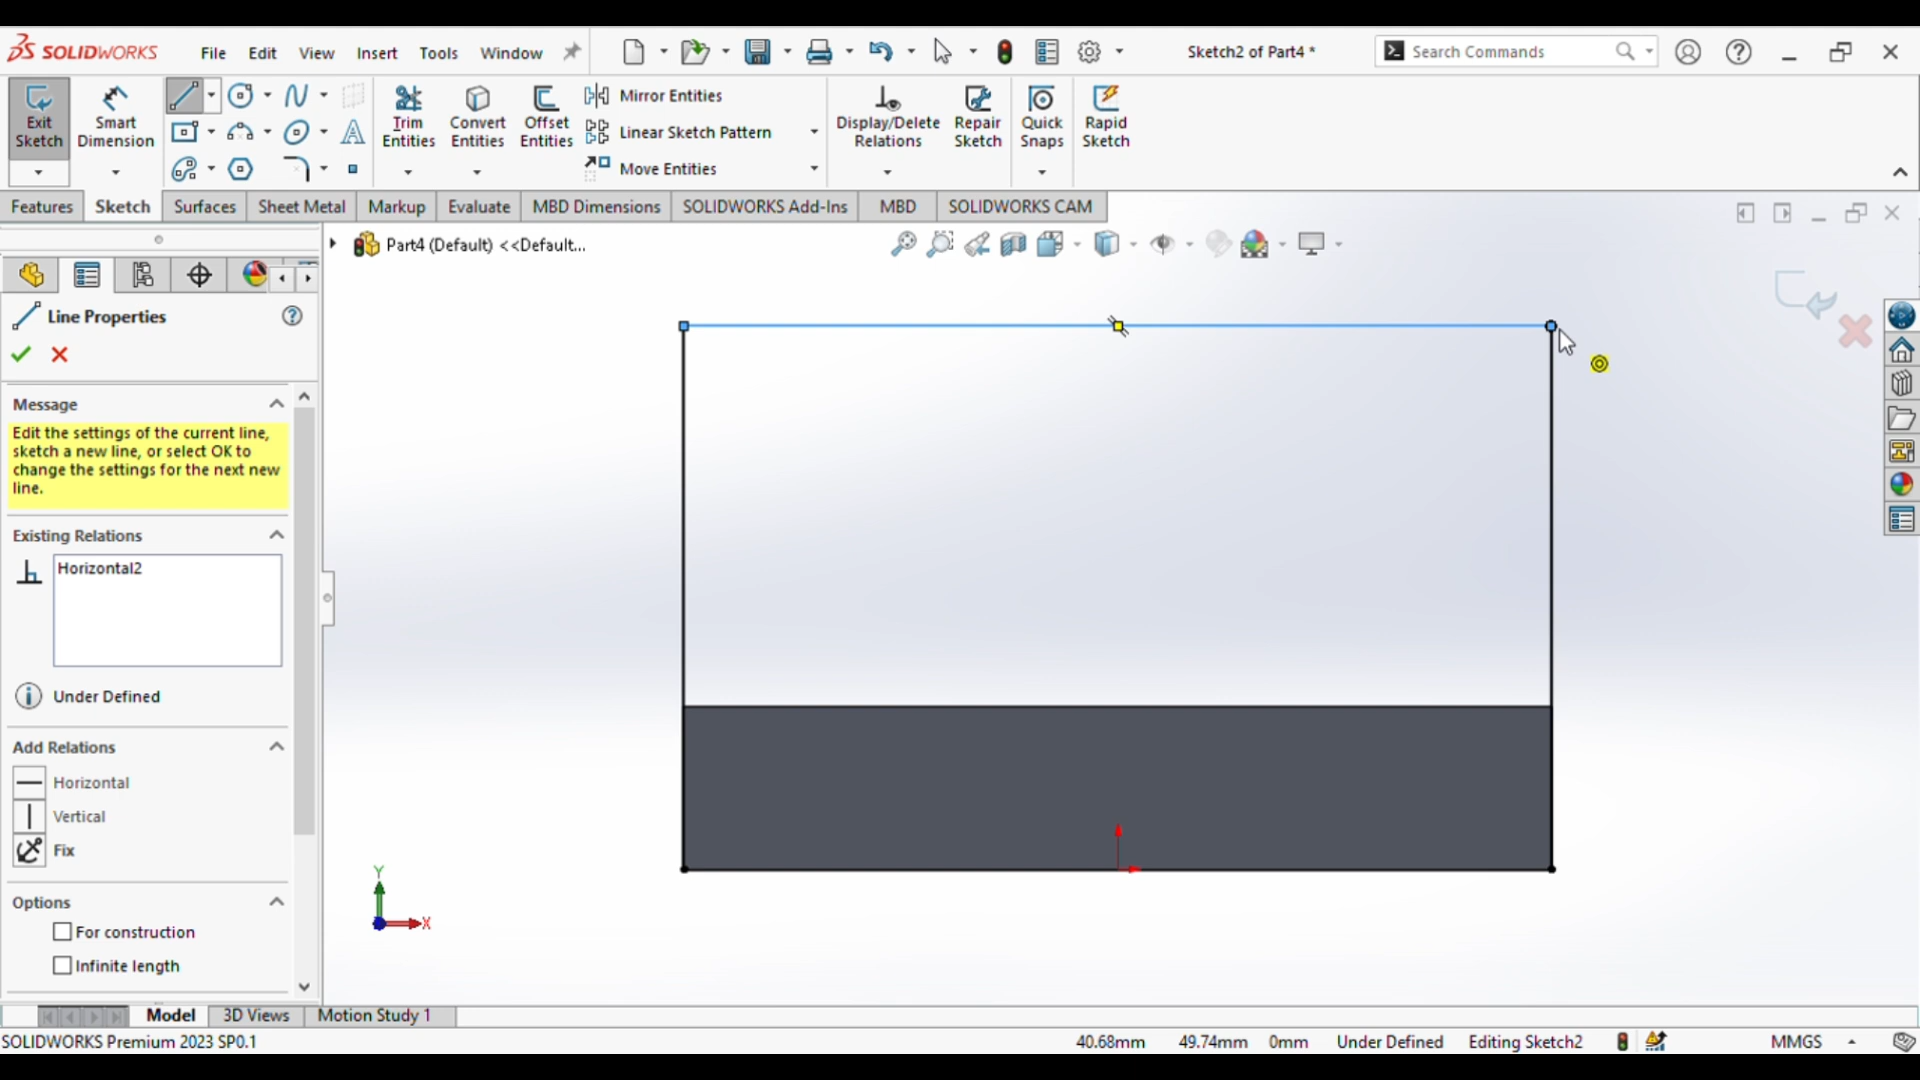 SOLIDWORKS File Edit View Insert Tools Window Sketch2 of Part4 * Search Commands
Exit Sketch
Smart Dimension
Trim Entities
Convert Entities
Offset Entities
Mirror Entities
Linear Sketch Pattern
Move Entities
Display/Delete Relations
Repair Sketch
Quick Snaps
Rapid Sketch
Features Sketch Surfaces Sheet Metal Markup Evaluate MBD Dimensions SOLIDWORKS Add-Ins MBD SOLIDWORKS CAM
Part4 (Default) <<Default...
Line Properties
Message
Edit the settings of the current line,
sketch a new line, or select OK to
change the settings for the next new
line.
Existing Relations
Horizontal2
Under Defined
Add Relations
Horizontal
Vertical
Fix
Options
For construction
Infinite length
Y
X
Model 3D Views Motion Study 1
SOLIDWORKS Premium 2023 SP0.1 40.68mm 49.74mm 0mm Under Defined Editing Sketch2 MMGS